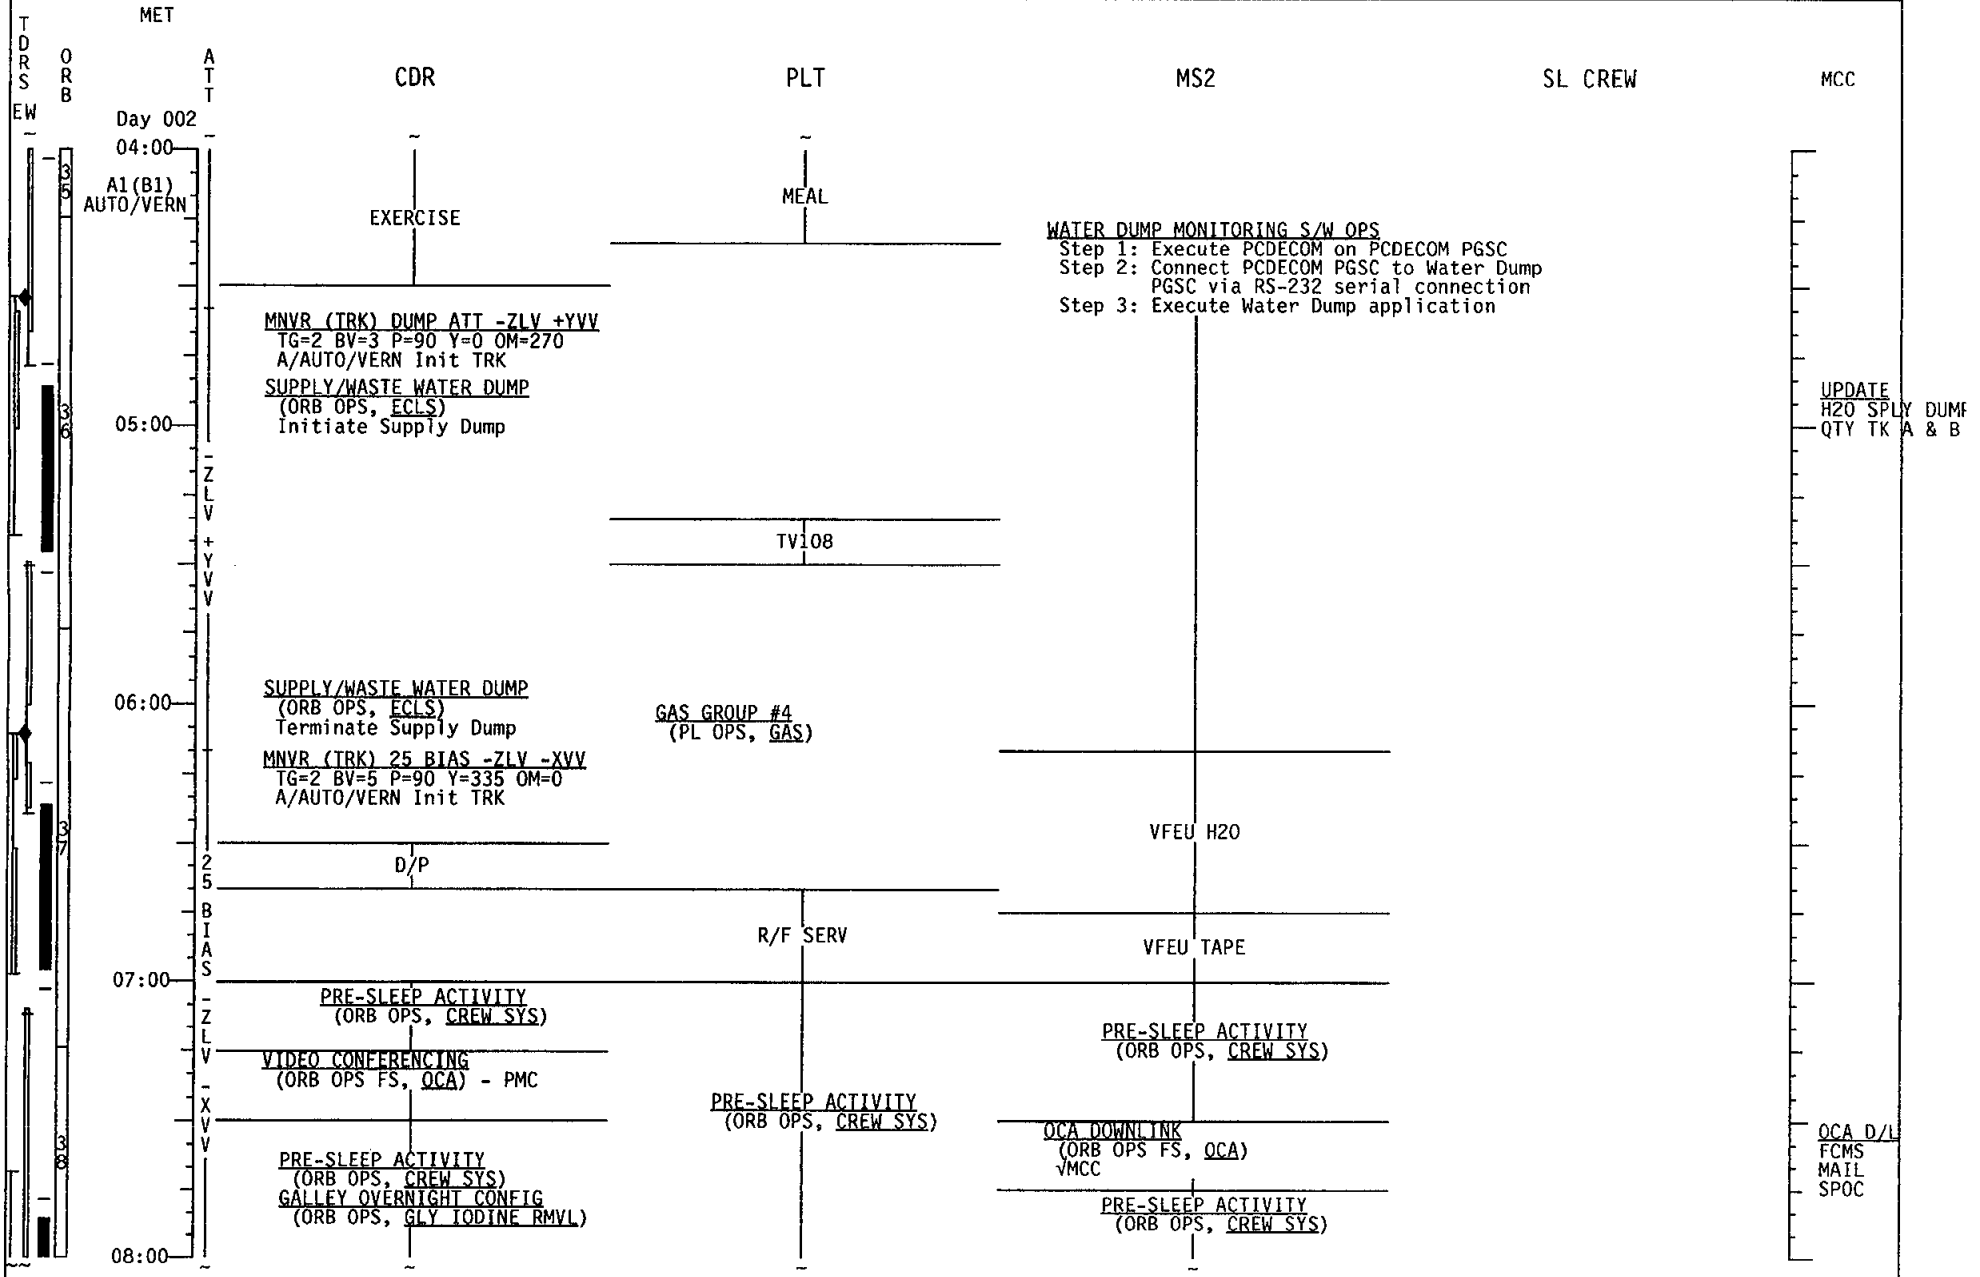 MET
TDRS
ORB
ATT
CDR
PLT
MS2
SL CREW
MCC
EW
Day 002
04:00
35
A1(B1)
AUTO/VERN
EXERCISE
MEAL
WATER DUMP MONITORING S/W OPS
Step 1: Execute PCDECOM on PCDECOM PGSC
Step 2: Connect PCDECOM PGSC to Water Dump
PGSC via RS-232 serial connection
Step 3: Execute Water Dump application
MNVR (TRK) DUMP ATT -ZLV +YVV
TG=2 BV=3 P=90 Y=0 OM=270
A/AUTO/VERN Init TRK
SUPPLY/WASTE WATER DUMP
(ORB OPS, ECLS)
Initiate Supply Dump
UPDATE
H2O SPLY DUMP
QTY TK A & B
36
05:00
-ZLV +YVV
TV108
SUPPLY/WASTE WATER DUMP
(ORB OPS, ECLS)
Terminate Supply Dump
06:00
GAS GROUP #4
(PL OPS, GAS)
MNVR (TRK) 25 BIAS -ZLV -XVV
TG=2 BV=5 P=90 Y=335 OM=0
A/AUTO/VERN Init TRK
37
VFEU H2O
D/P
25 BIAS -ZLV -XVV
R/F SERV
VFEU TAPE
07:00
PRE-SLEEP ACTIVITY
(ORB OPS, CREW SYS)
PRE-SLEEP ACTIVITY
(ORB OPS, CREW SYS)
VIDEO CONFERENCING
(ORB OPS FS, OCA) - PMC
PRE-SLEEP ACTIVITY
(ORB OPS, CREW SYS)
OCA DOWNLINK
(ORB OPS FS, OCA)
√MCC
OCA D/L
FCMS
MAIL
SPOC
38
PRE-SLEEP ACTIVITY
(ORB OPS, CREW SYS)
GALLEY OVERNIGHT CONFIG
(ORB OPS, GLY IODINE RMVL)
PRE-SLEEP ACTIVITY
(ORB OPS, CREW SYS)
08:00